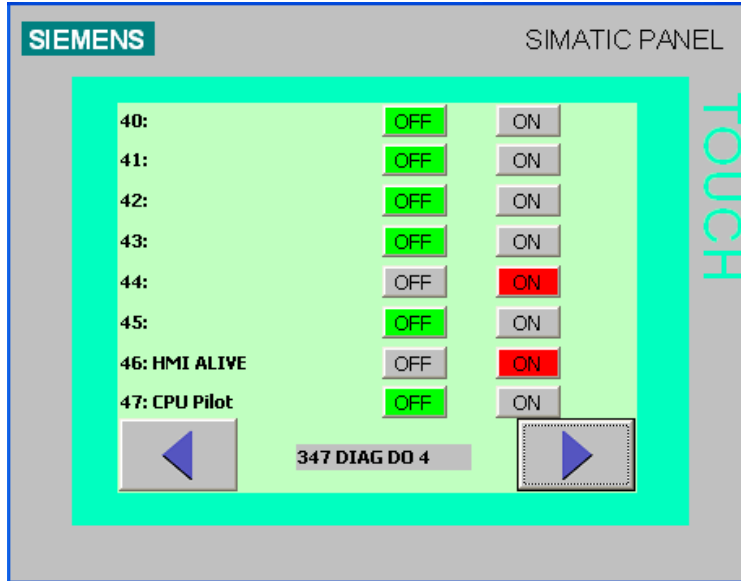 SIEMENS SIMATIC PANEL
TOUCH
40: OFF ON
41: OFF ON
42: OFF ON
43: OFF ON
44: OFF ON
45: OFF ON
46: HMI ALIVE OFF ON
47: CPU Pilot OFF ON
347 DIAG DO 4